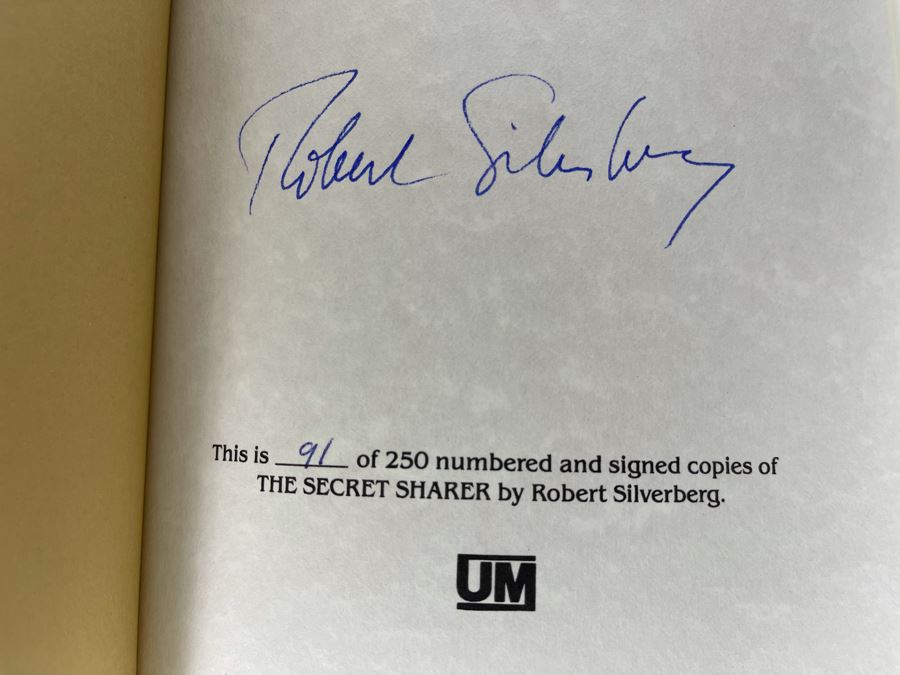 Robert Silverberg
This is 91 of 250 numbered and signed copies of
THE SECRET SHARER by Robert Silverberg.
UM